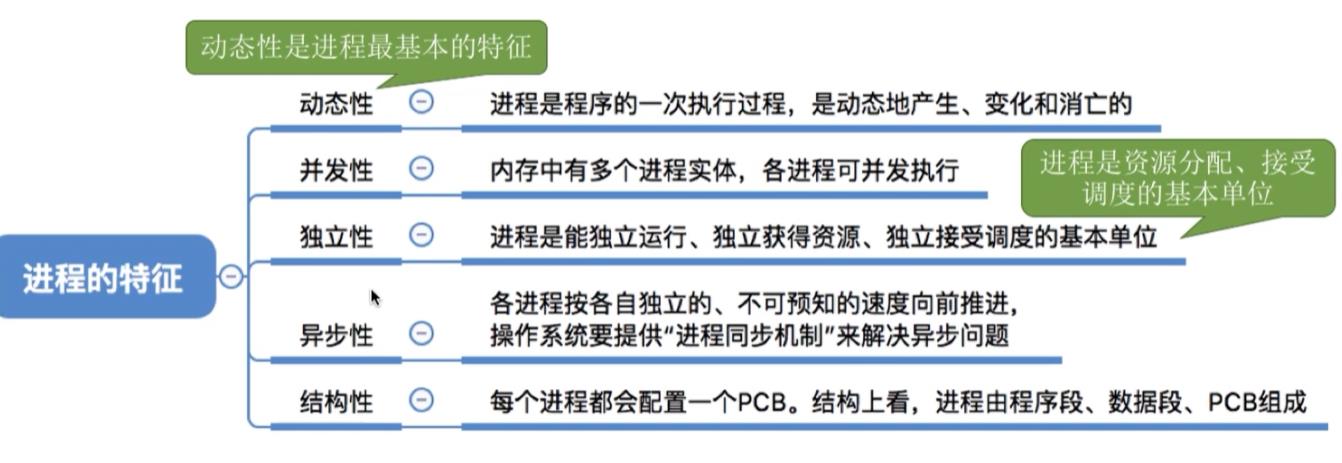 动态性是进程最基本的特征
动态性
进程是程序的一次执行过程，是动态地产生、变化和消亡的
并发性
内存中有多个进程实体，各进程可并发执行
进程是资源分配、接受
调度的基本单位
独立性
进程是能独立运行、独立获得资源、独立接受调度的基本单位
进程的特征
异步性
各进程按各自独立的、不可预知的速度向前推进，
操作系统要提供“进程同步机制”来解决异步问题
结构性
每个进程都会配置一个PCB。结构上看，进程由程序段、数据段、PCB组成